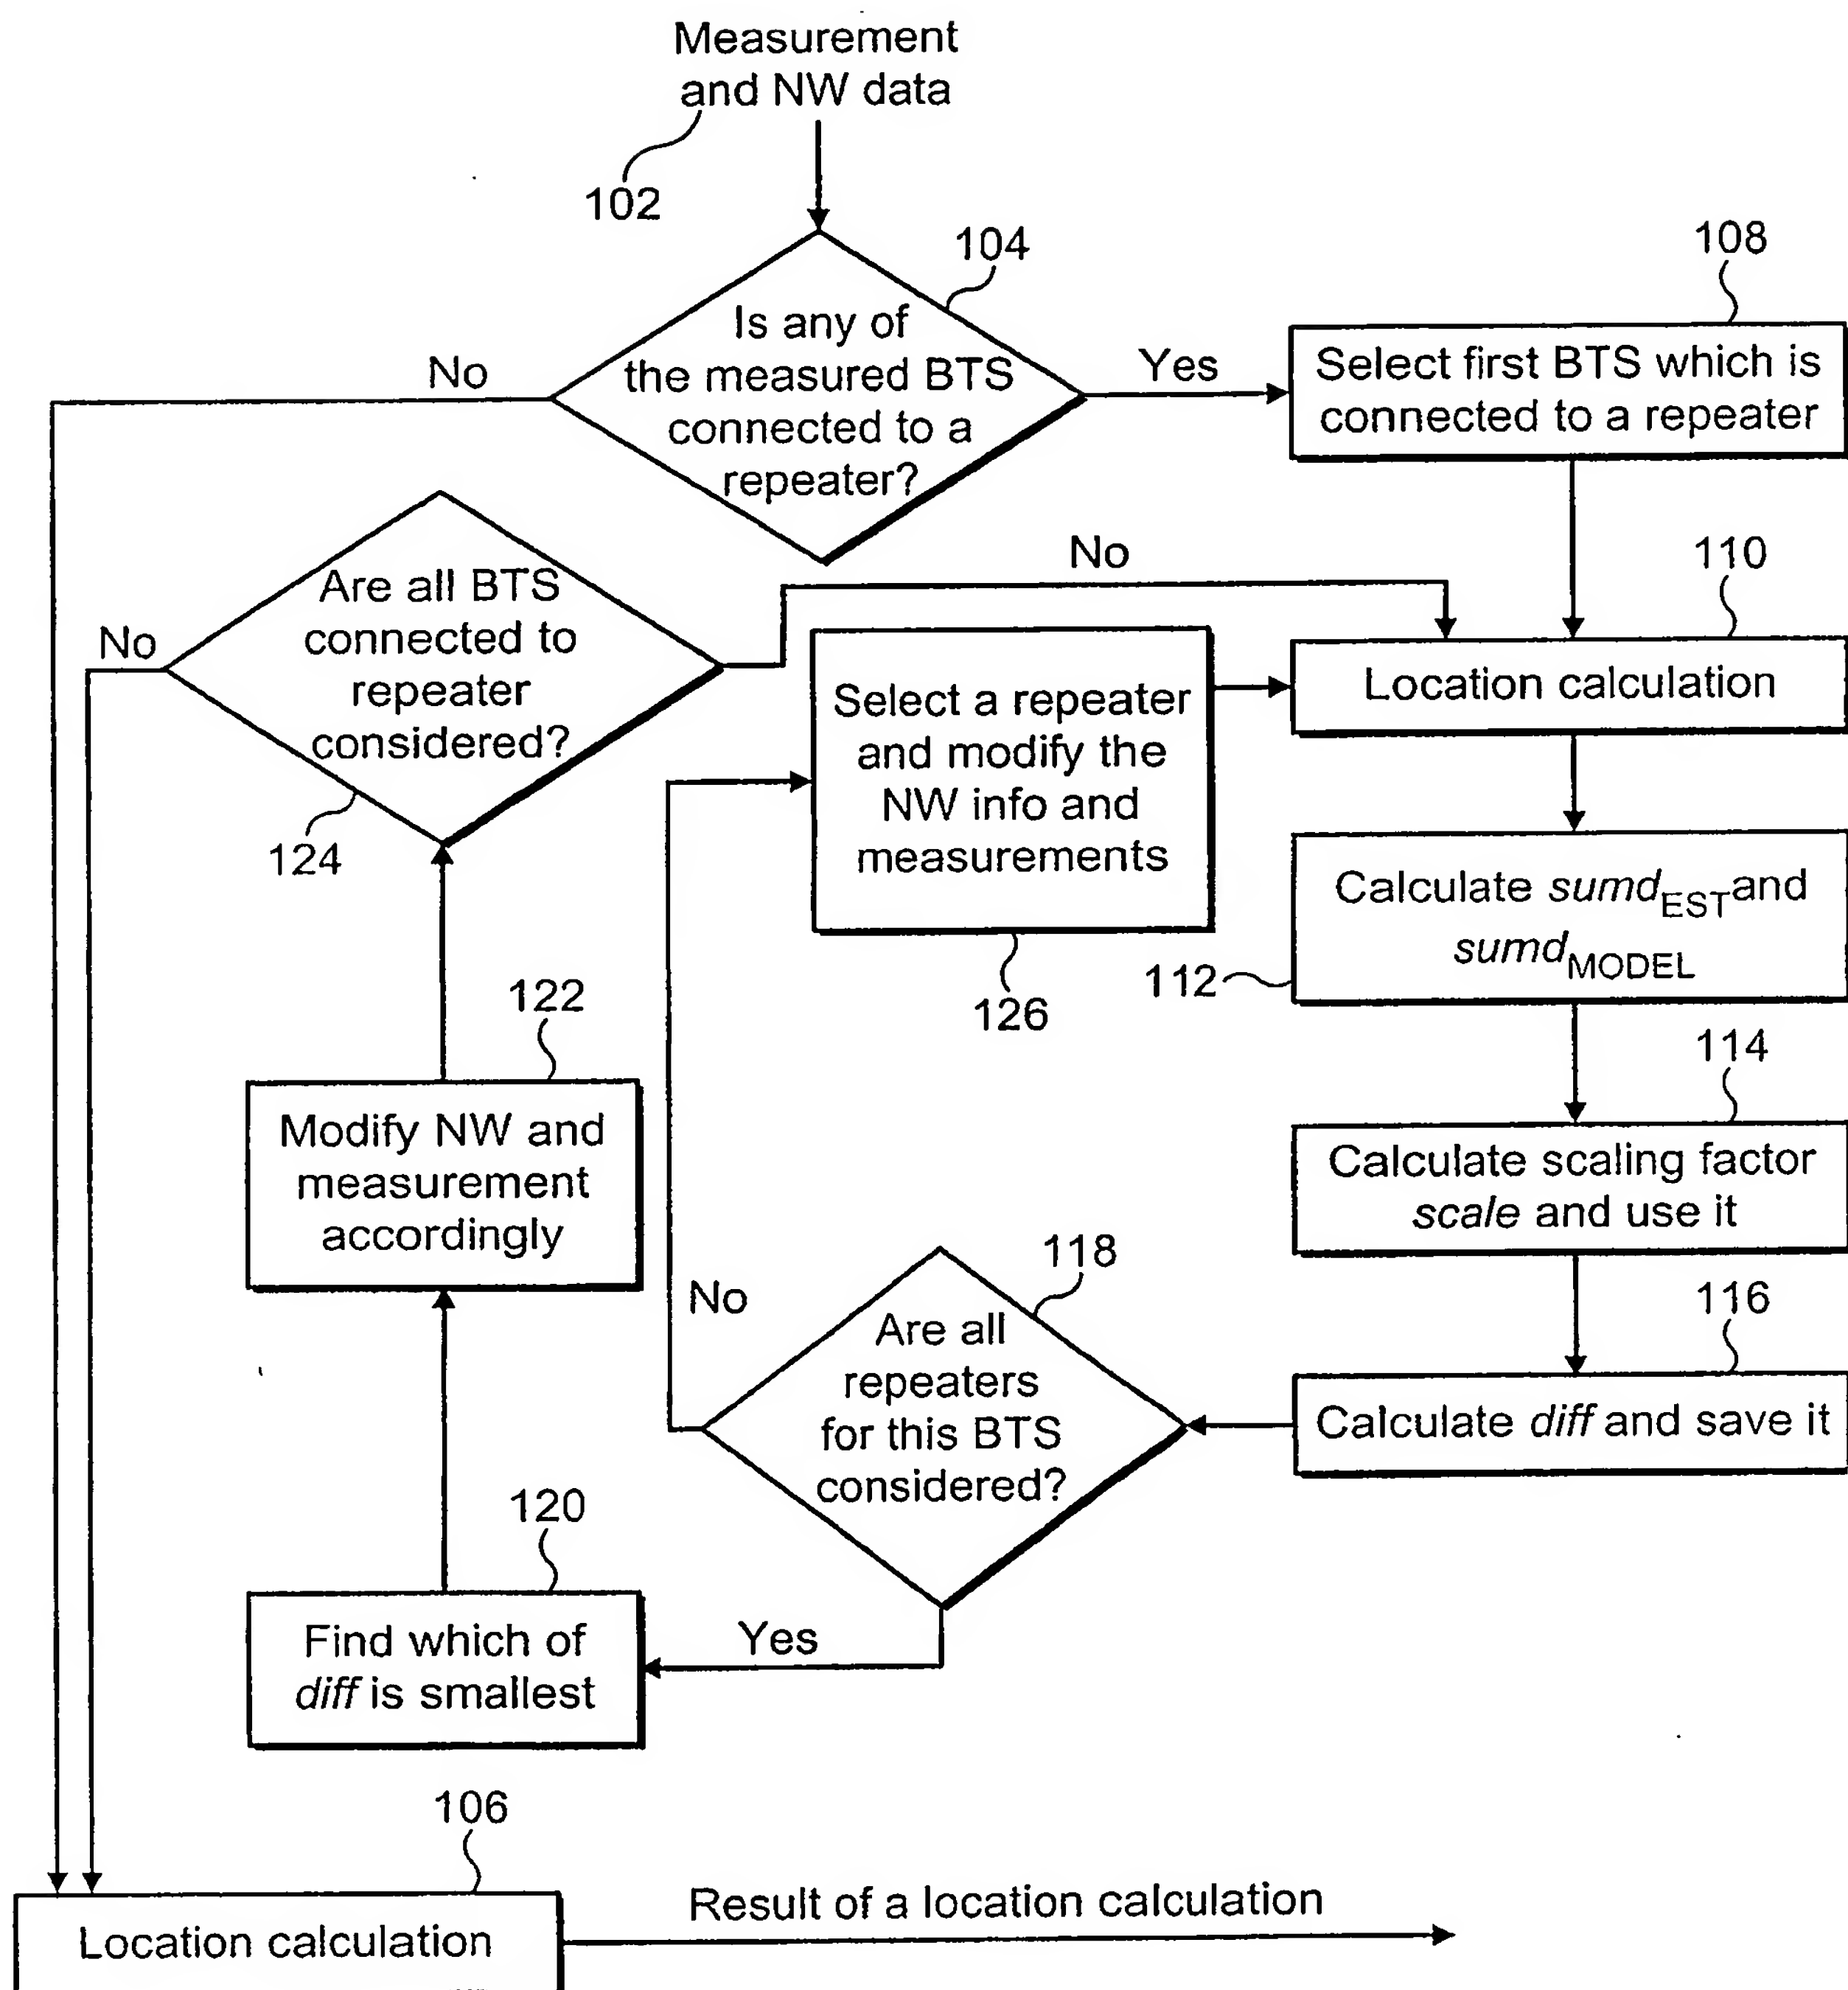 Measurement
and NW data
102
104
Is any of
the measured BTS
connected to a
repeater?
No
Yes
108
Select first BTS which is
connected to a repeater
No
110
Are all BTS
connected to
repeater
considered?
No
124
Select a repeater
and modify the
NW info and
measurements
126
Location calculation
Calculate sumdEST and
sumdMODEL
112
122
Modify NW and
measurement
accordingly
114
Calculate scaling factor
scale and use it
118
No
Are all
repeaters
for this BTS
considered?
116
Calculate diff and save it
120
Find which of
diff is smallest
Yes
106
Location calculation
Result of a location calculation